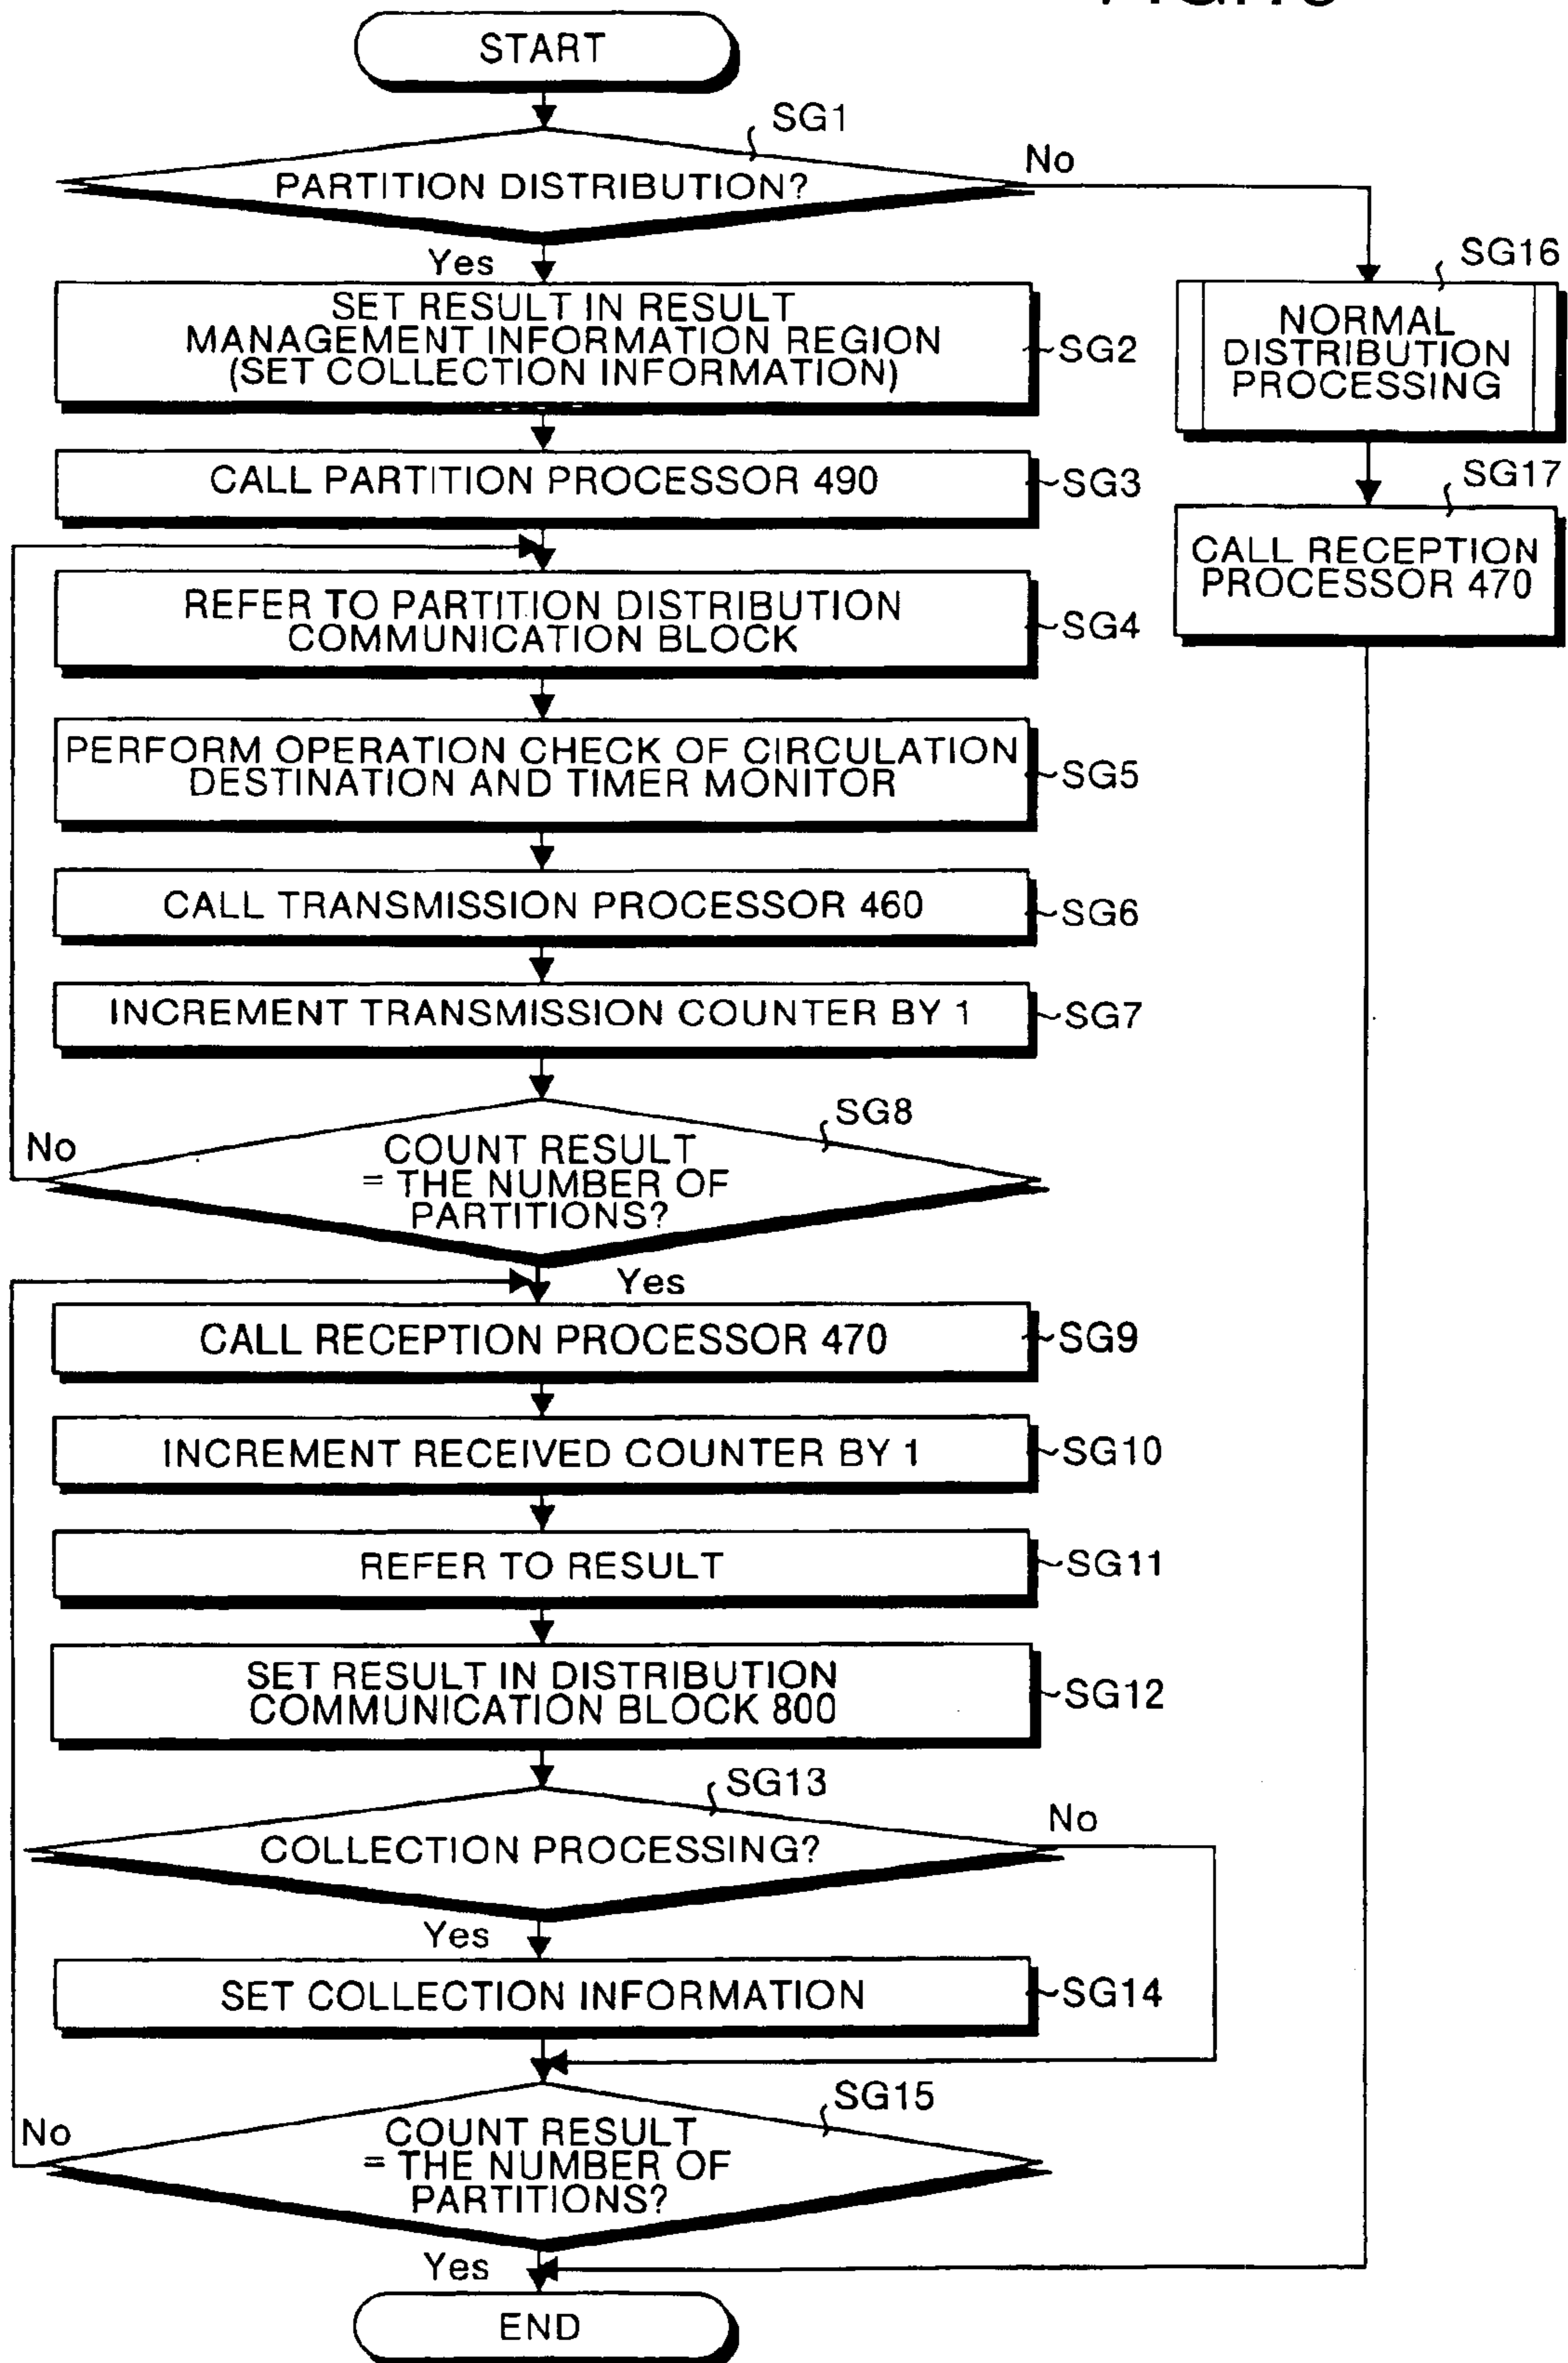 START
SG1
PARTITION DISTRIBUTION?
No
Yes
SET RESULT IN RESULT
MANAGEMENT INFORMATION REGION
(SET COLLECTION INFORMATION)
SG2
SG16
NORMAL
DISTRIBUTION
PROCESSING
CALL PARTITION PROCESSOR 490
SG3
SG17
CALL RECEPTION
PROCESSOR 470
REFER TO PARTITION DISTRIBUTION
COMMUNICATION BLOCK
SG4
PERFORM OPERATION CHECK OF CIRCULATION
DESTINATION AND TIMER MONITOR
SG5
CALL TRANSMISSION PROCESSOR 460
SG6
INCREMENT TRANSMISSION COUNTER BY 1
SG7
SG8
No
COUNT RESULT
= THE NUMBER OF
PARTITIONS?
Yes
CALL RECEPTION PROCESSOR 470
SG9
INCREMENT RECEIVED COUNTER BY 1
SG10
REFER TO RESULT
SG11
SET RESULT IN DISTRIBUTION
COMMUNICATION BLOCK 800
SG12
SG13
COLLECTION PROCESSING?
No
Yes
SET COLLECTION INFORMATION
SG14
SG15
No
COUNT RESULT
= THE NUMBER OF
PARTITIONS?
Yes
END